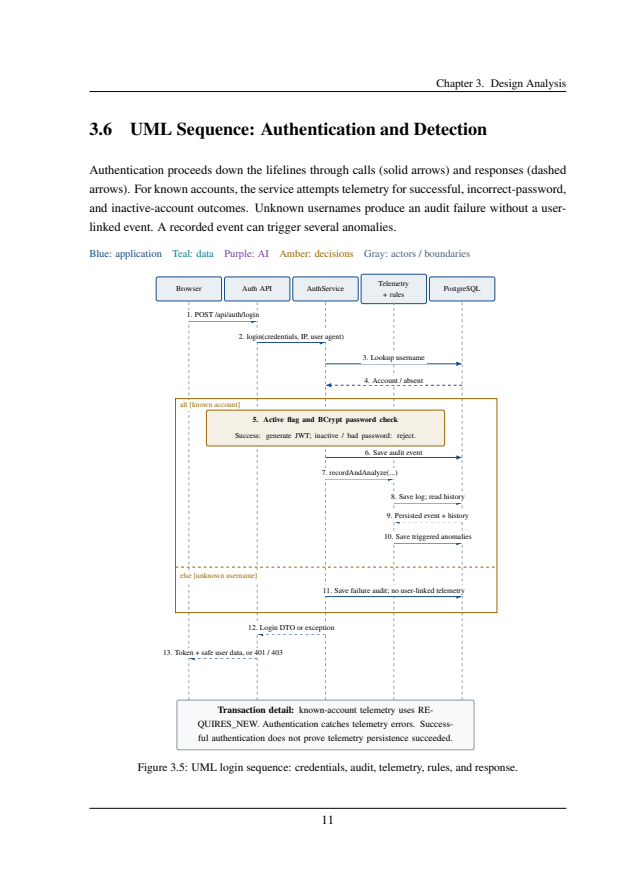 Chapter 3. Design Analysis
3.6 UML Sequence: Authentication and Detection
Authentication proceeds down the lifelines through calls (solid arrows) and responses (dashed
arrows). For known accounts, the service attempts telemetry for successful, incorrect-password,
and inactive-account outcomes. Unknown usernames produce an audit failure without a user-
linked event. A recorded event can trigger several anomalies.
Blue: application Teal: data Purple: AI Amber: decisions Gray: actors / boundaries
Browser
Auth API
AuthService
Telemetry
+ rules
PostgreSQL
1. POST /api/auth/login
2. login(credentials, IP, user agent)
3. Lookup username
4. Account / absent
alt [known account]
5. Active flag and BCrypt password check
Success: generate JWT; inactive / bad password: reject.
6. Save audit event
7. recordAndAnalyze(...)
8. Save log; read history
9. Persisted event + history
10. Save triggered anomalies
else [unknown username]
11. Save failure audit; no user-linked telemetry
12. Login DTO or exception
13. Token + safe user data, or 401 / 403
Transaction detail: known-account telemetry uses RE-
QUIRES_NEW. Authentication catches telemetry errors. Success-
ful authentication does not prove telemetry persistence succeeded.
Figure 3.5: UML login sequence: credentials, audit, telemetry, rules, and response.
11